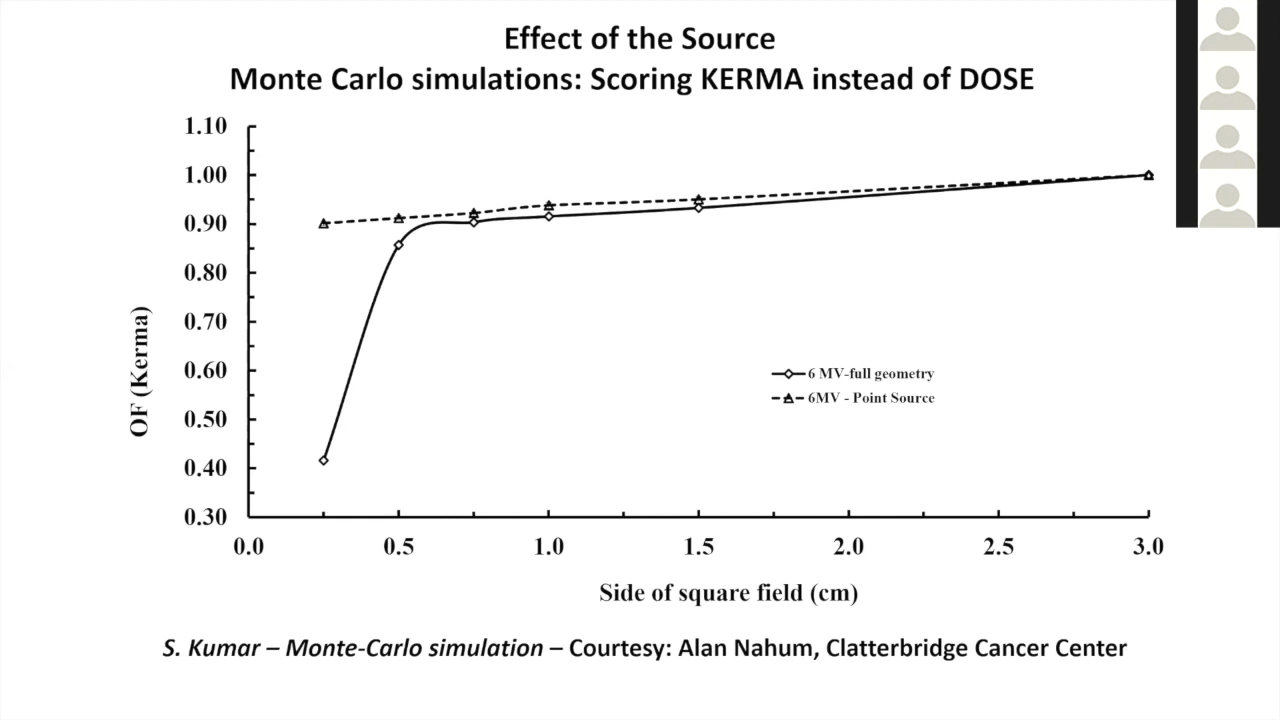 Effect of the Source
Monte Carlo simulations: Scoring KERMA instead of DOSE
1.10
1.00
0.90
0.80
0.70
0.60
0.50
0.40
0.30
OF (Kerma)
6 MV-full geometry
6MV - Point Source
0.0 0.5 1.0 1.5 2.0 2.5 3.0
Side of square field (cm)
S. Kumar – Monte-Carlo simulation – Courtesy: Alan Nahum, Clatterbridge Cancer Center